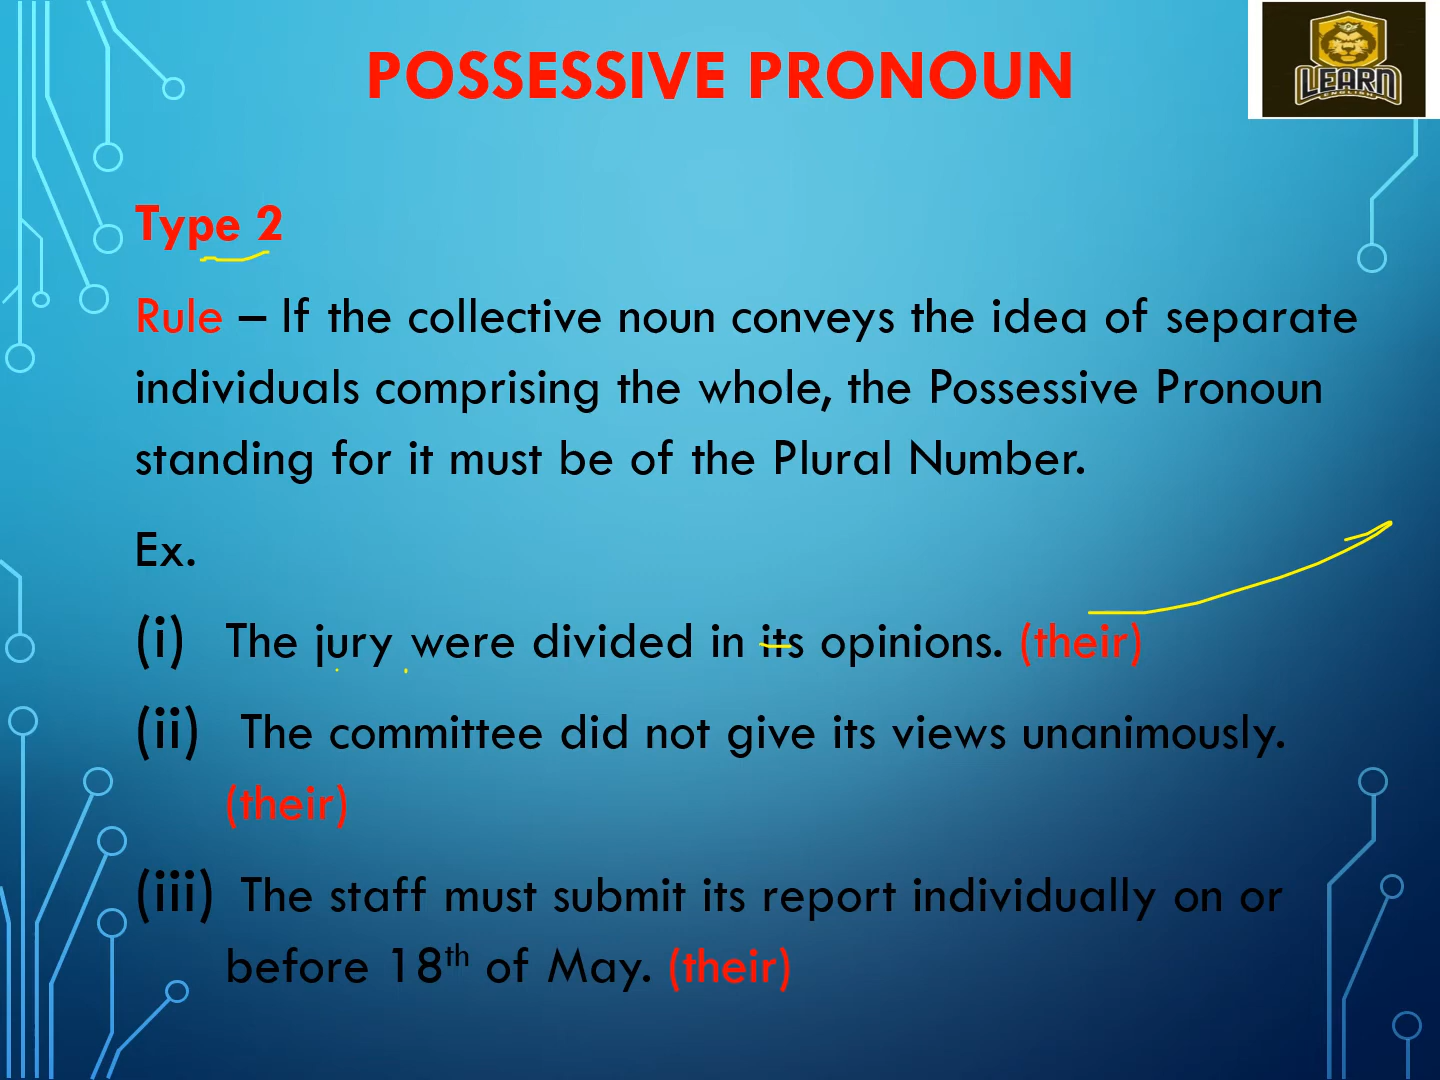 POSSESSIVE PRONOUN
LEARN
ENGLISH
Type 2
Rule – If the collective noun conveys the idea of separate
individuals comprising the whole, the Possessive Pronoun
standing for it must be of the Plural Number.
Ex.
(i) The jury were divided in its opinions. (their)
(ii) The committee did not give its views unanimously.
(their)
(iii) The staff must submit its report individually on or
before 18th of May. (their)